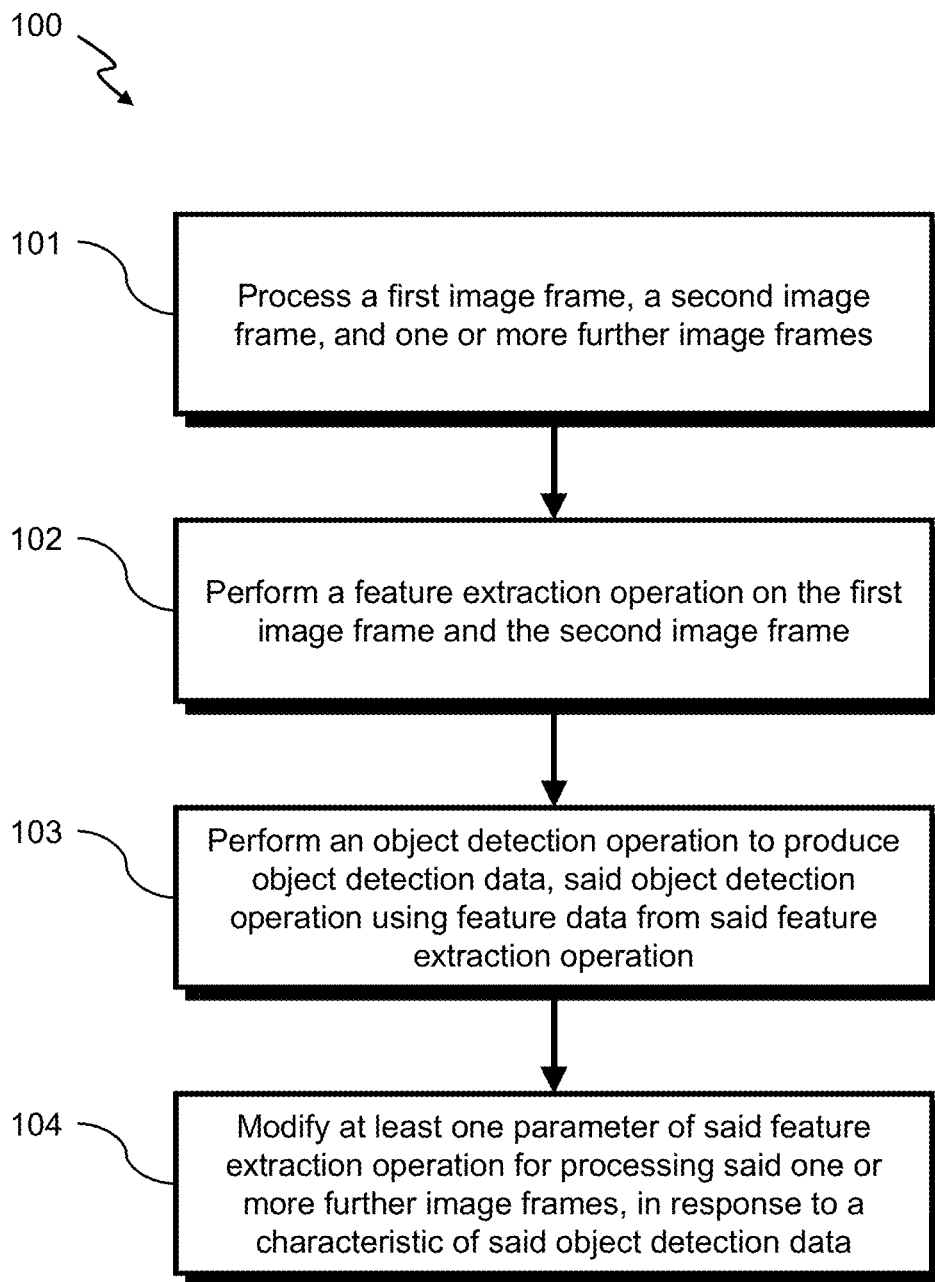 100
101
Process a first image frame, a second image
frame, and one or more further image frames
102
Perform a feature extraction operation on the first
image frame and the second image frame
103
Perform an object detection operation to produce
object detection data, said object detection
operation using feature data from said feature
extraction operation
104
Modify at least one parameter of said feature
extraction operation for processing said one or
more further image frames, in response to a
characteristic of said object detection data